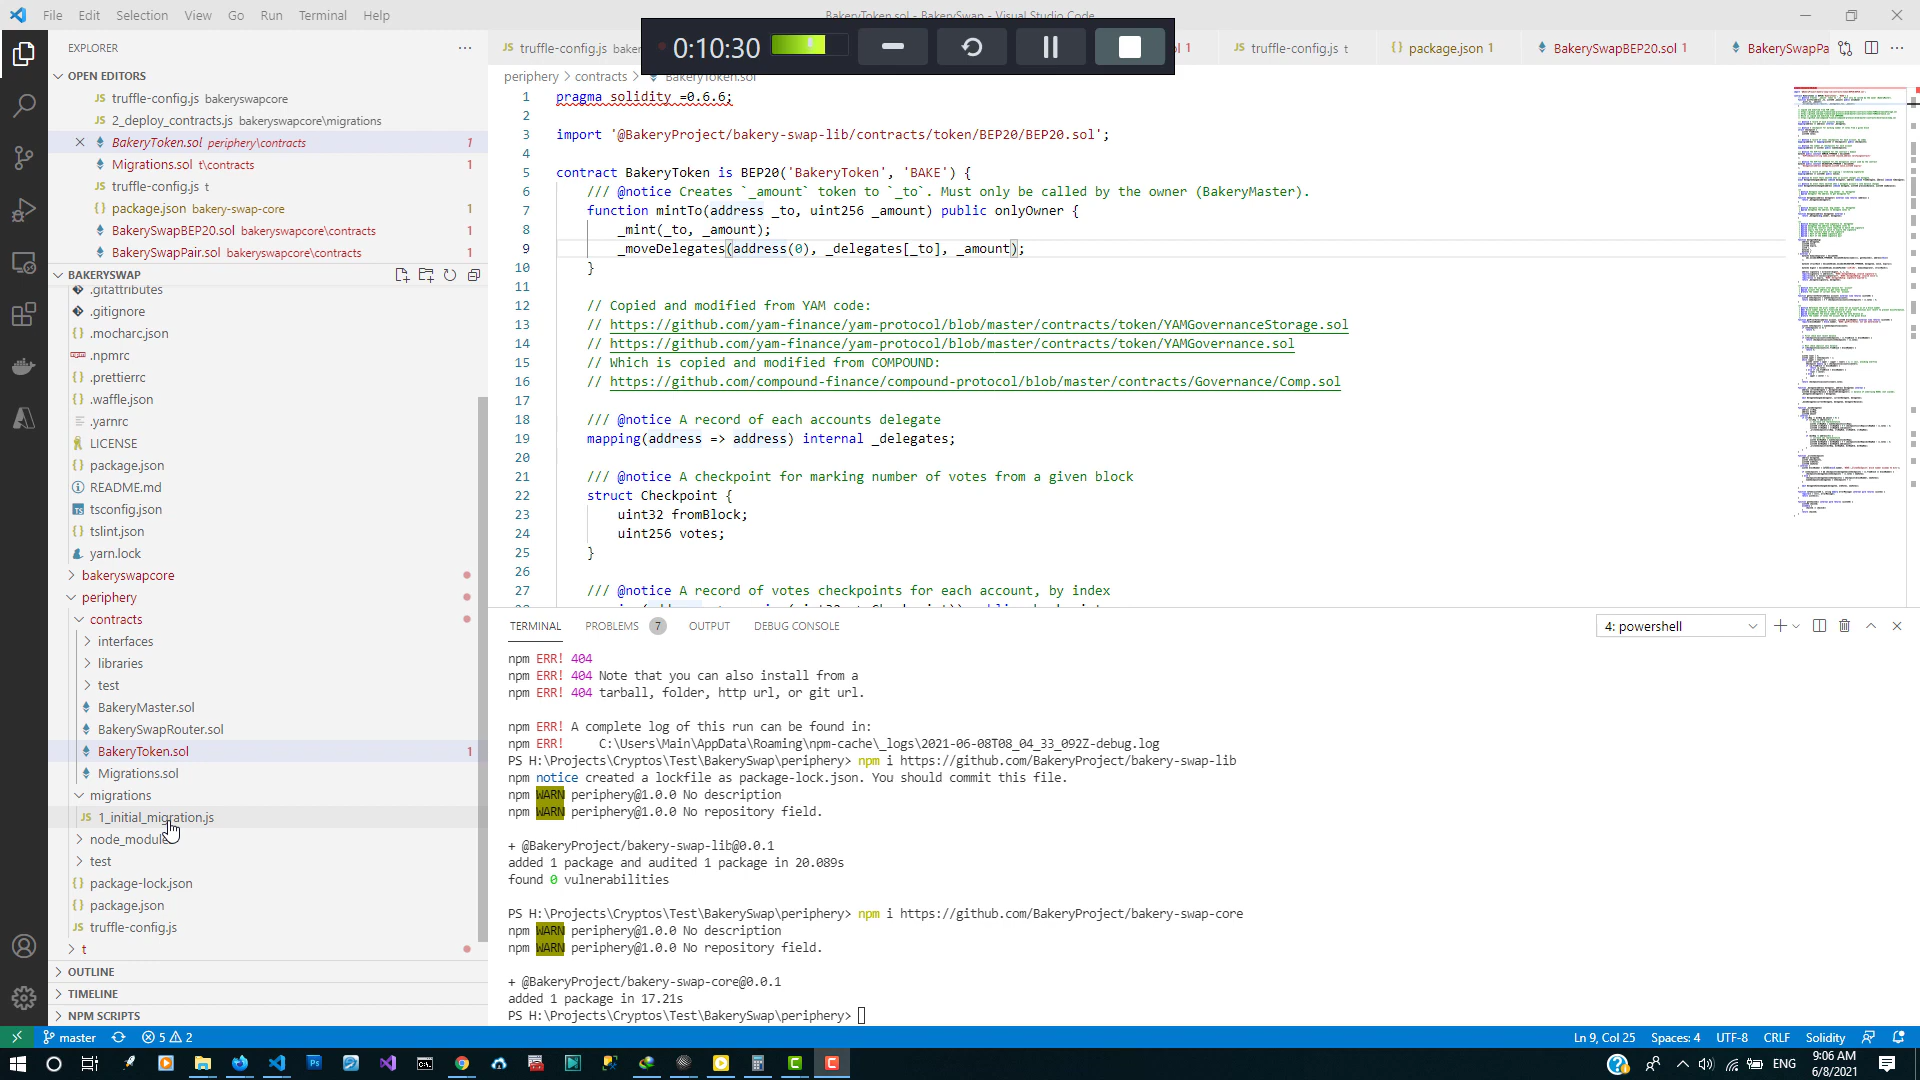 File Edit Selection View Go Run Terminal Help
BakeryToken.sol - BakerySwap - Visual Studio Code
0:10:30
EXPLORER
OPEN EDITORS
truffle-config.js bakeryswapcore
2_deploy_contracts.js bakeryswapcore\migrations
BakeryToken.sol periphery\contracts 1
Migrations.sol t\contracts 1
truffle-config.js t
package.json bakery-swap-core 1
BakerySwapBEP20.sol bakeryswapcore\contracts 1
BakerySwapPair.sol bakeryswapcore\contracts 1
BAKERYSWAP
.gitattributes
.gitignore
.mocharc.json
.npmrc
.prettierrc
.waffle.json
.yarnrc
LICENSE
package.json
README.md
tsconfig.json
tslint.json
yarn.lock
bakeryswapcore
periphery
contracts
interfaces
libraries
test
BakeryMaster.sol
BakerySwapRouter.sol
BakeryToken.sol 1
Migrations.sol
migrations
1_initial_migration.js
test
package-lock.json
package.json
truffle-config.js
t
OUTLINE
TIMELINE
NPM SCRIPTS
truffle-config.js
1
truffle-config.js t
package.json 1
BakerySwapBEP20.sol 1
BakerySwapPa
periphery > contracts > BakeryToken.sol
1 pragma solidity =0.6.6;
2
3 import '@BakeryProject/bakery-swap-lib/contracts/token/BEP20/BEP20.sol';
4
5 contract BakeryToken is BEP20('BakeryToken', 'BAKE') {
6 /// @notice Creates `_amount` token to `_to`. Must only be called by the owner (BakeryMaster).
7 function mintTo(address _to, uint256 _amount) public onlyOwner {
8 _mint(_to, _amount);
9 _moveDelegates(address(0), _delegates[_to], _amount);
10 }
11
12 // Copied and modified from YAM code:
13 // https://github.com/yam-finance/yam-protocol/blob/master/contracts/token/YAMGovernanceStorage.sol
14 // https://github.com/yam-finance/yam-protocol/blob/master/contracts/token/YAMGovernance.sol
15 // Which is copied and modified from COMPOUND:
16 // https://github.com/compound-finance/compound-protocol/blob/master/contracts/Governance/Comp.sol
17
18 /// @notice A record of each accounts delegate
19 mapping(address => address) internal _delegates;
20
21 /// @notice A checkpoint for marking number of votes from a given block
22 struct Checkpoint {
23 uint32 fromBlock;
24 uint256 votes;
25 }
26
27 /// @notice A record of votes checkpoints for each account, by index
TERMINAL PROBLEMS 7 OUTPUT DEBUG CONSOLE
4: powershell
npm ERR! 404
npm ERR! 404 Note that you can also install from a
npm ERR! 404 tarball, folder, http url, or git url.
npm ERR! A complete log of this run can be found in:
npm ERR! C:\Users\Main\AppData\Roaming\npm-cache\_logs\2021-06-08T08_04_33_092Z-debug.log
PS H:\Projects\Cryptos\Test\BakerySwap\periphery> npm i https://github.com/BakeryProject/bakery-swap-lib
npm notice created a lockfile as package-lock.json. You should commit this file.
npm WARN periphery@1.0.0 No description
npm WARN periphery@1.0.0 No repository field.
+ @BakeryProject/bakery-swap-lib@0.0.1
added 1 package and audited 1 package in 20.089s
found 0 vulnerabilities
PS H:\Projects\Cryptos\Test\BakerySwap\periphery> npm i https://github.com/BakeryProject/bakery-swap-core
npm WARN periphery@1.0.0 No description
npm WARN periphery@1.0.0 No repository field.
+ @BakeryProject/bakery-swap-core@0.0.1
added 1 package in 17.21s
PS H:\Projects\Cryptos\Test\BakerySwap\periphery>
master 5 2
Ln 9, Col 25 Spaces: 4 UTF-8 CRLF Solidity
ENG
9:06 AM
6/8/2021